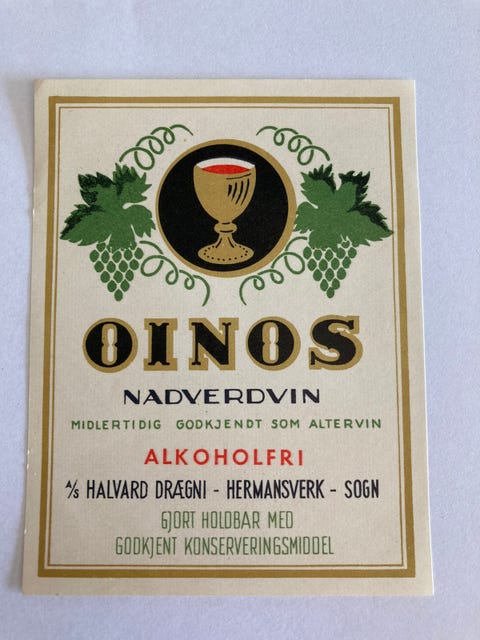 OINOS
NADVERDVIN
MIDLERTIDIG GODKJENDT SOM ALTERVIN
ALKOHOLFRI
A/S HALVARD DRÆGNI - HERMANSVERK - SOGN
GJORT HOLDBAR MED
GODKJENT KONSERVERINGSMIDDEL